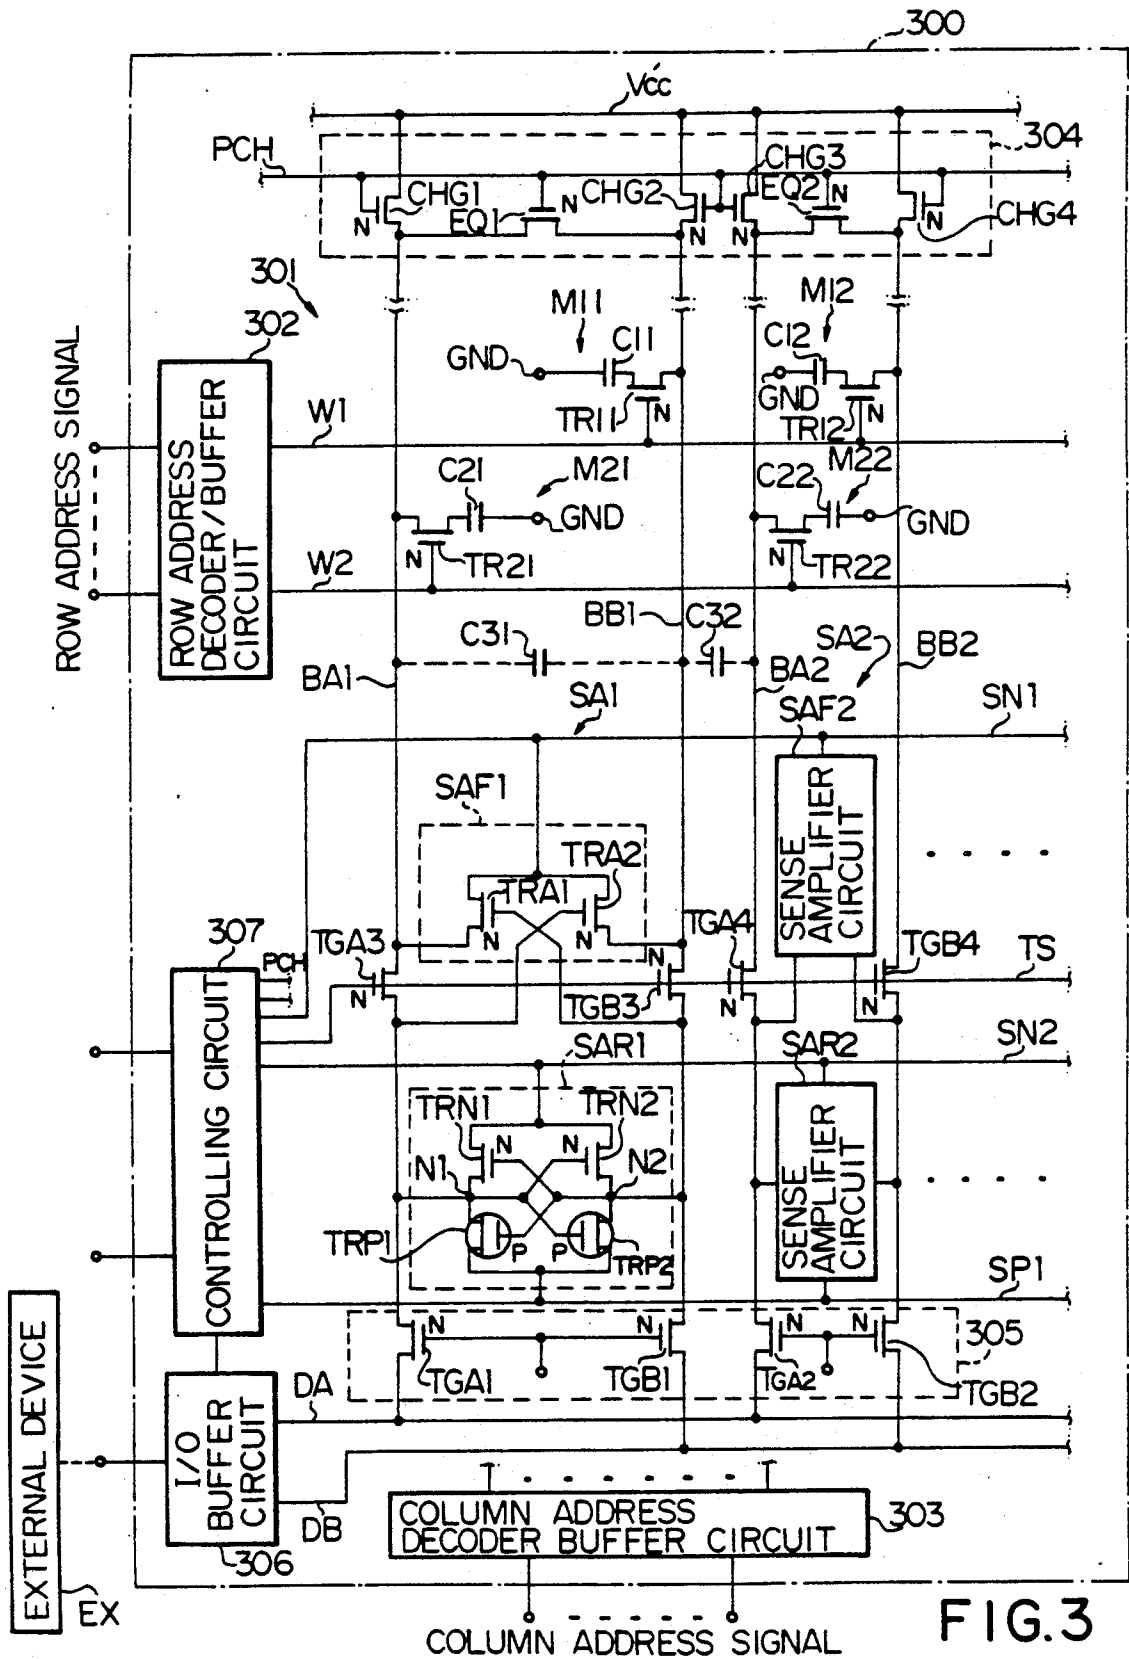 300
Vcc
304
PCH
CHG1
EQ1
N
CHG2
CHG3
EQ2
N
N
CHG4
N
N
N
301
302
M11
M12
C11
C12
GND
GND
TR11
N
TR12
N
ROW ADDRESS SIGNAL
ROW ADDRESS
DECODER/BUFFER
CIRCUIT
W1
C21
M21
C22
M22
GND
GND
N
TR21
N
TR22
W2
C31
BB1
C32
SA2
BB2
BA1
BA2
SA1
SAF2
SN1
SAF1
TRA2
TRA1
N
N
SENSE
AMPLIFIER
CIRCUIT
307
PCH
TGA3
N
N
TGB3
TGA4
N
TGB4
N
TS
SAR1
SAR2
SN2
CONTROLLING CIRCUIT
TRN1
TRN2
N
N
N1
N2
TRP1
P
P
TRP2
SENSE
AMPLIFIER
CIRCUIT
SP1
N
N
N
N
305
TGA1
TGB1
TGA2
TGB2
EXTERNAL DEVICE
EX
I/O
BUFFER
CIRCUIT
306
DA
DB
COLUMN ADDRESS
DECODER BUFFER CIRCUIT
303
COLUMN ADDRESS SIGNAL
FIG.3